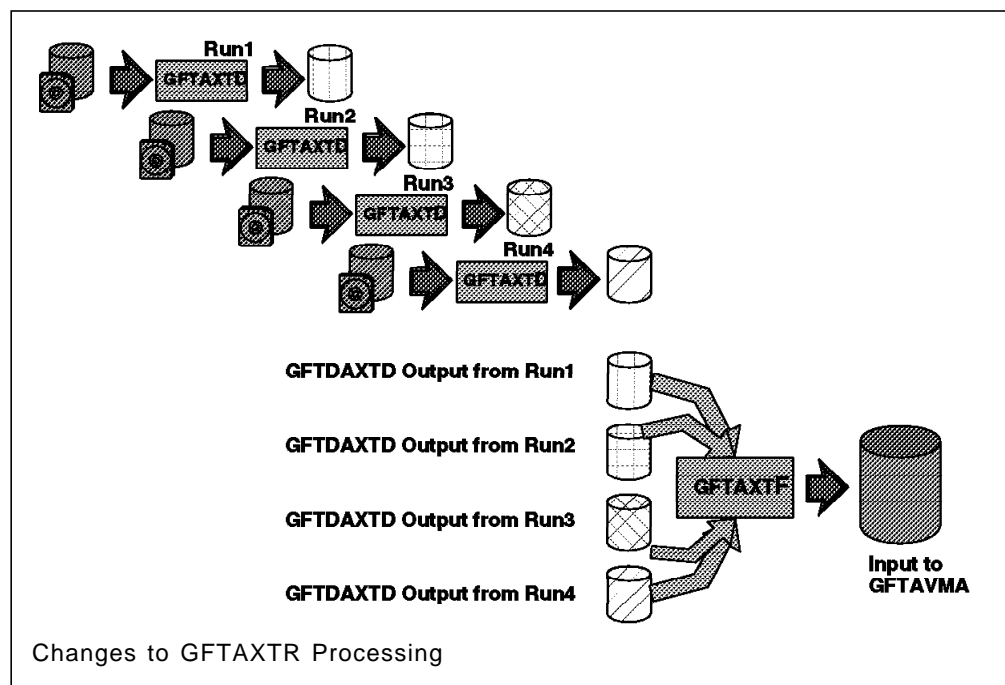 Run1
GFTAXTD
Run2
GFTAXTD
Run3
GFTAXTD
Run4
GFTAXTD
GFTDAXTD Output from Run1
GFTDAXTD Output from Run2
GFTAXTF
GFTDAXTD Output from Run3
GFTDAXTD Output from Run4
Input to
GFTAVMA
Changes to GFTAXTR Processing